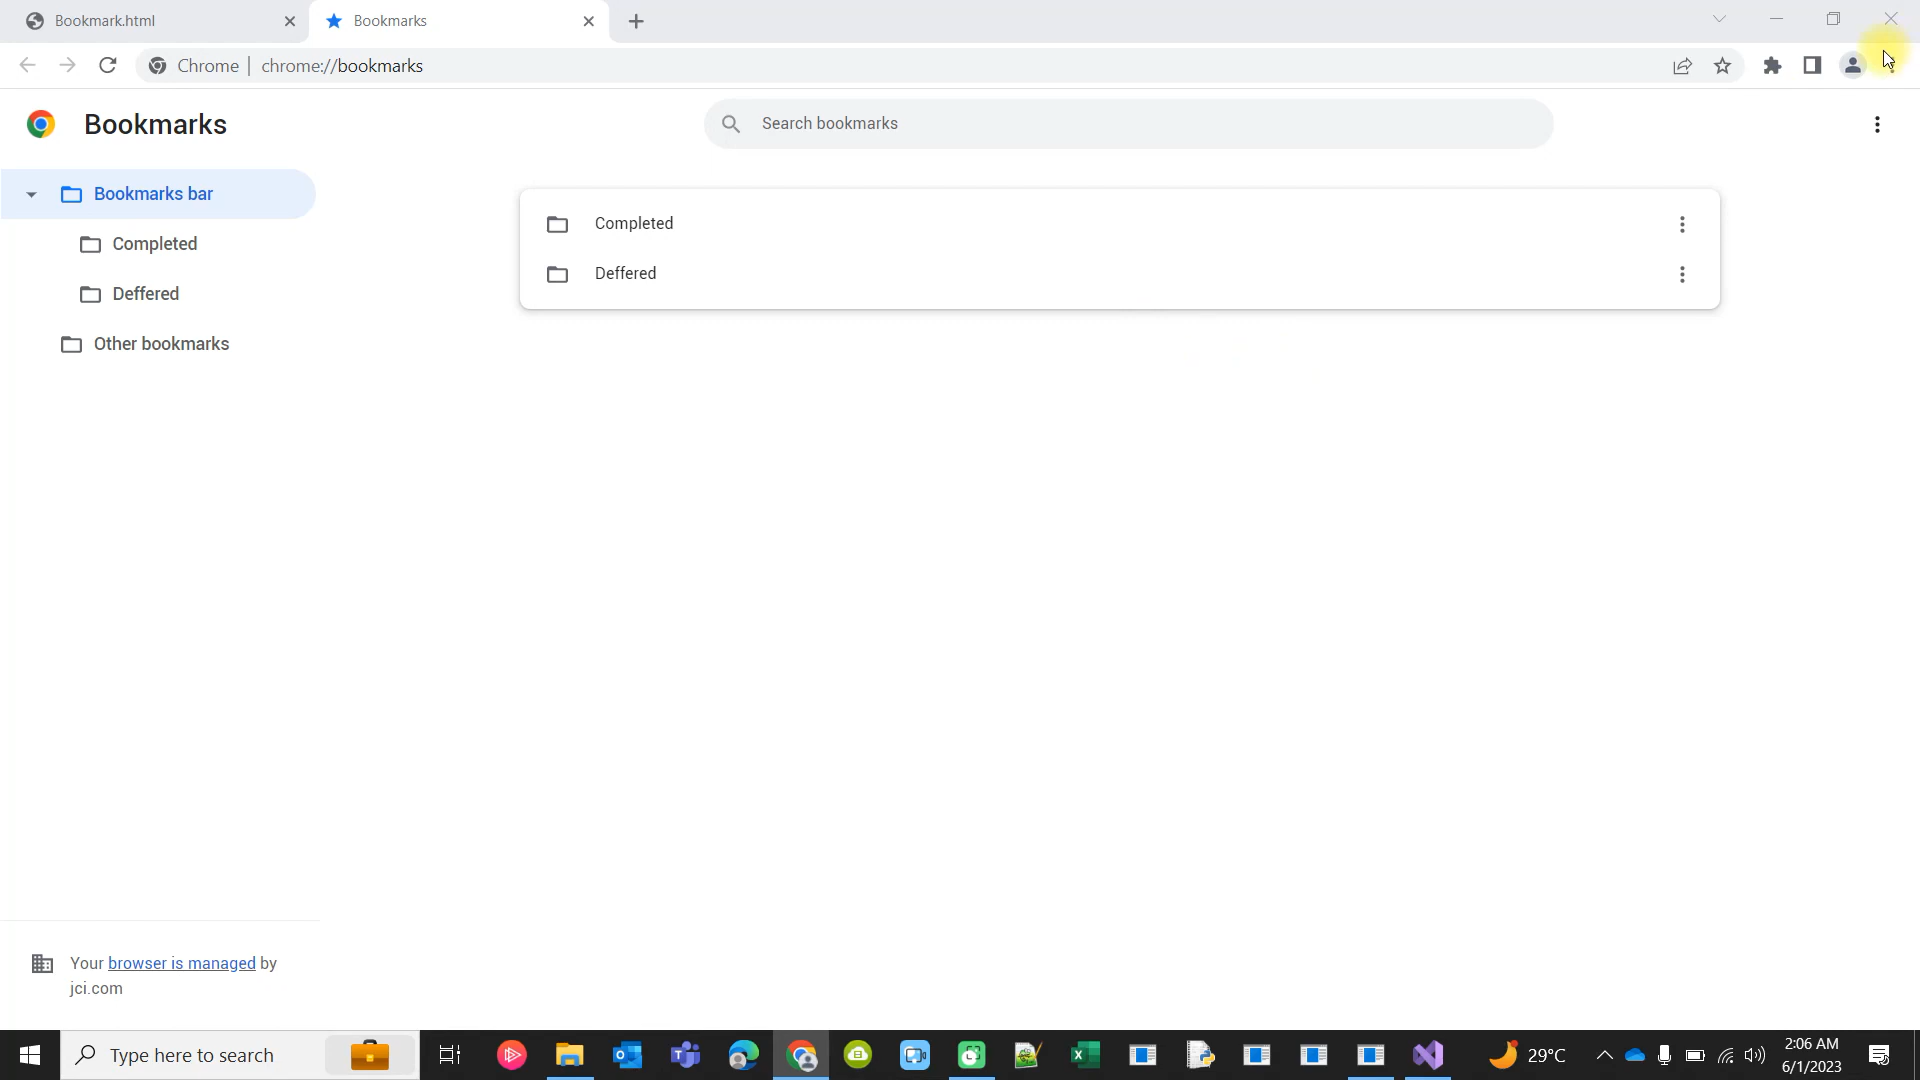 Bookmark.html
Bookmarks
Chrome
chrome://bookmarks
Bookmarks
Search bookmarks
Bookmarks bar
Completed
Deffered
Other bookmarks
Completed
Deffered
Your browser is managed by
jci.com
Type here to search
29°C
2:06 AM
6/1/2023